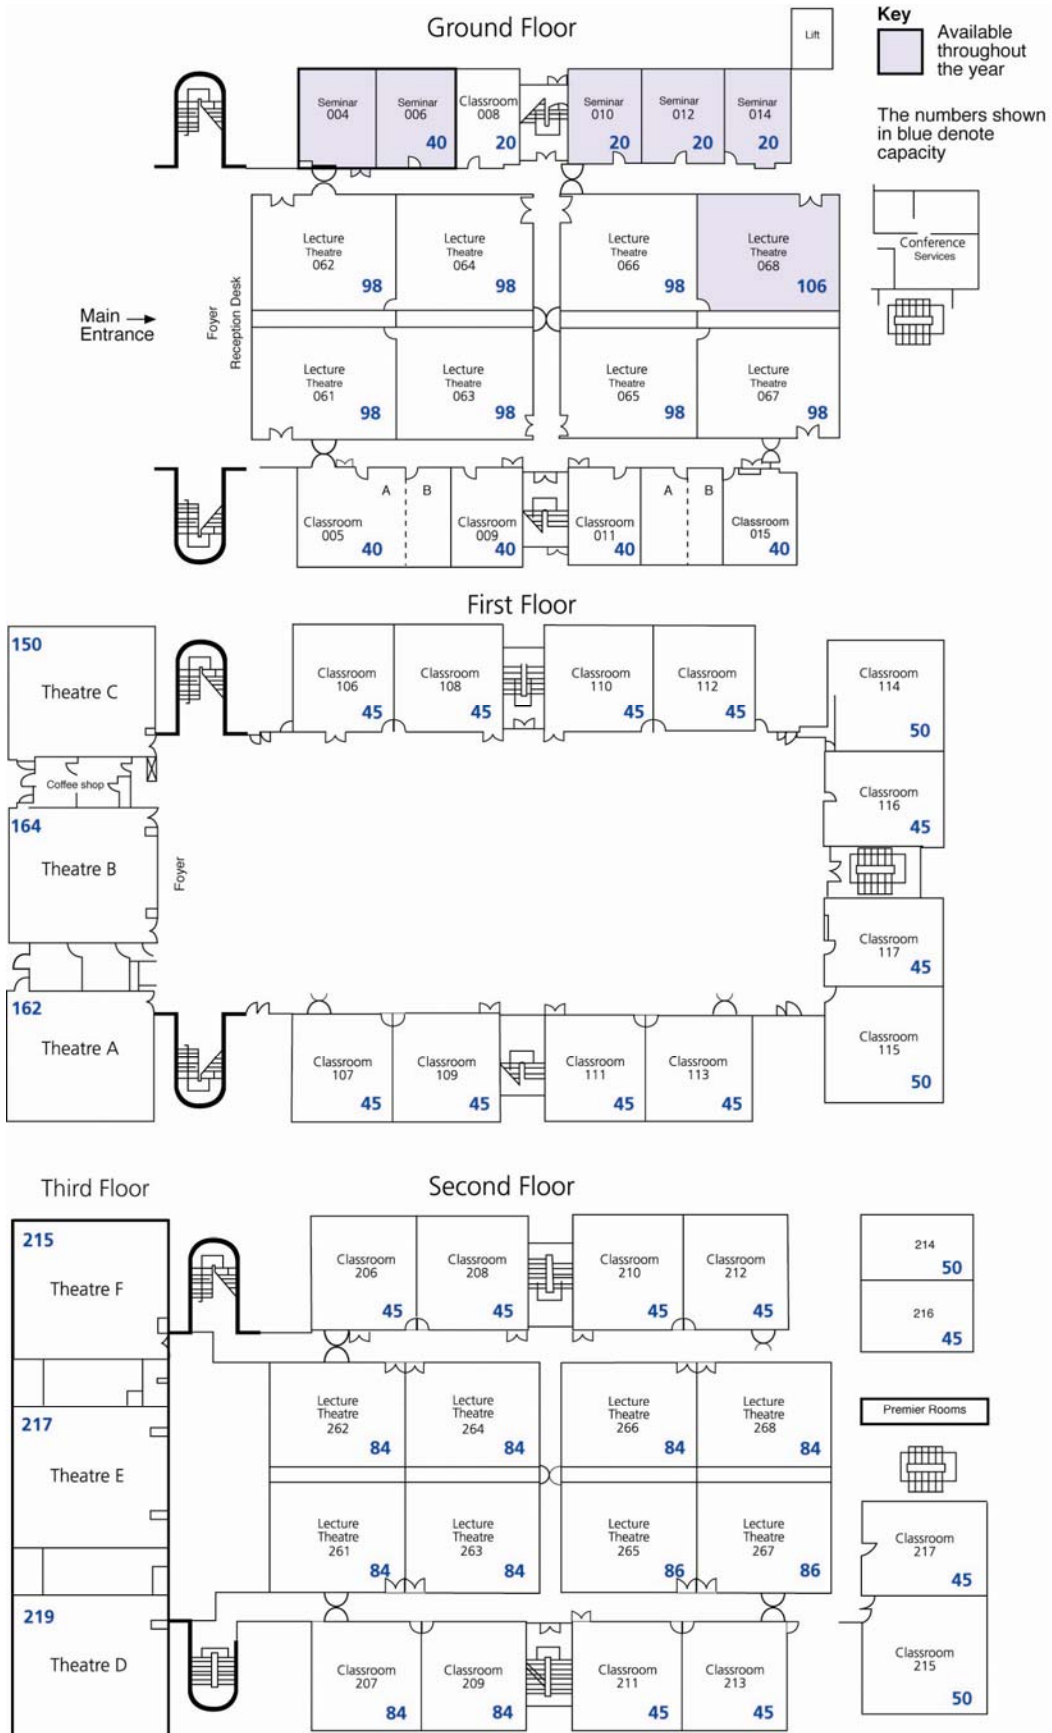 Ground Floor
Lift
Key
Available
throughout
the year
The numbers shown
in blue denote
capacity
Seminar
004
Seminar
006
40
Classroom
008
20
Seminar
010
20
Seminar
012
20
Seminar
014
20
Lecture
Theatre
062
98
Lecture
Theatre
064
98
Lecture
Theatre
066
98
Lecture
Theatre
068
106
Conference
Services
Main
Entrance
Foyer
Reception Desk
Lecture
Theatre
061
98
Lecture
Theatre
063
98
Lecture
Theatre
065
98
Lecture
Theatre
067
98
A
B
Classroom
005
40
Classroom
009
40
Classroom
011
40
A
B
Classroom
015
40
First Floor
150
Theatre C
Classroom
106
45
Classroom
108
45
Classroom
110
45
Classroom
112
45
Classroom
114
50
Coffee shop
Classroom
116
45
164
Theatre B
Foyer
Classroom
117
45
162
Theatre A
Classroom
107
45
Classroom
109
45
Classroom
111
45
Classroom
113
45
Classroom
115
50
Third Floor
Second Floor
215
Theatre F
Classroom
206
45
Classroom
208
45
Classroom
210
45
Classroom
212
45
214
50
216
45
217
Theatre E
Lecture
Theatre
262
84
Lecture
Theatre
264
84
Lecture
Theatre
266
84
Lecture
Theatre
268
84
Premier Rooms
Lecture
Theatre
261
84
Lecture
Theatre
263
84
Lecture
Theatre
265
86
Lecture
Theatre
267
86
Classroom
217
45
219
Theatre D
Classroom
207
84
Classroom
209
84
Classroom
211
45
Classroom
213
45
Classroom
215
50